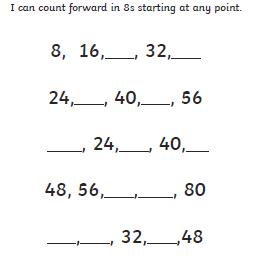 I can count forward in 8s starting at any point.
8, 16,___, 32,___
24,___, 40,___, 56
___, 24,___, 40,___
48, 56,___,___, 80
___,___, 32,___,48